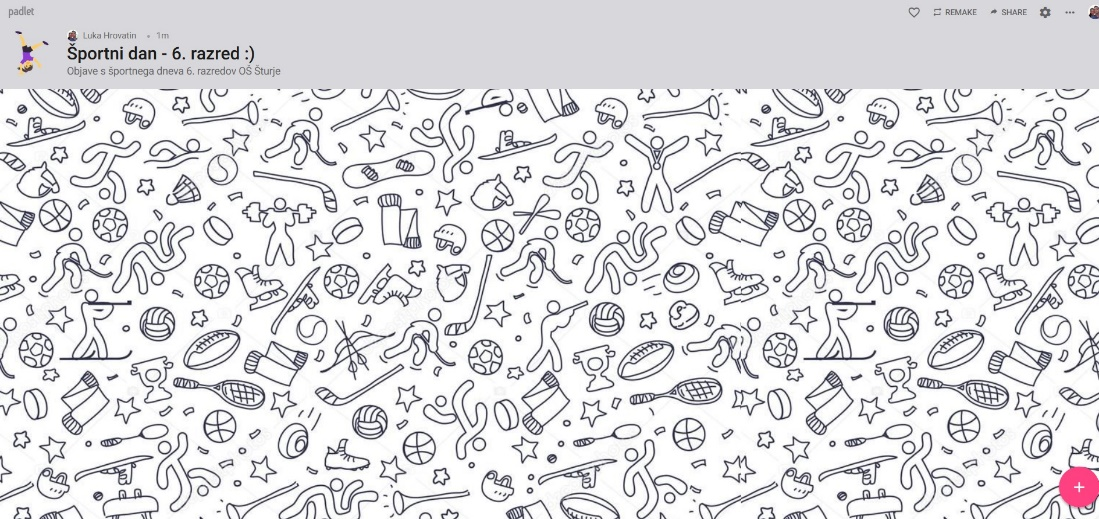 padlet
REMAKE
SHARE
Luka Hrovatin • 1m
Športni dan - 6. razred :)
Objave s športnega dneva 6. razredov OŠ Šturje